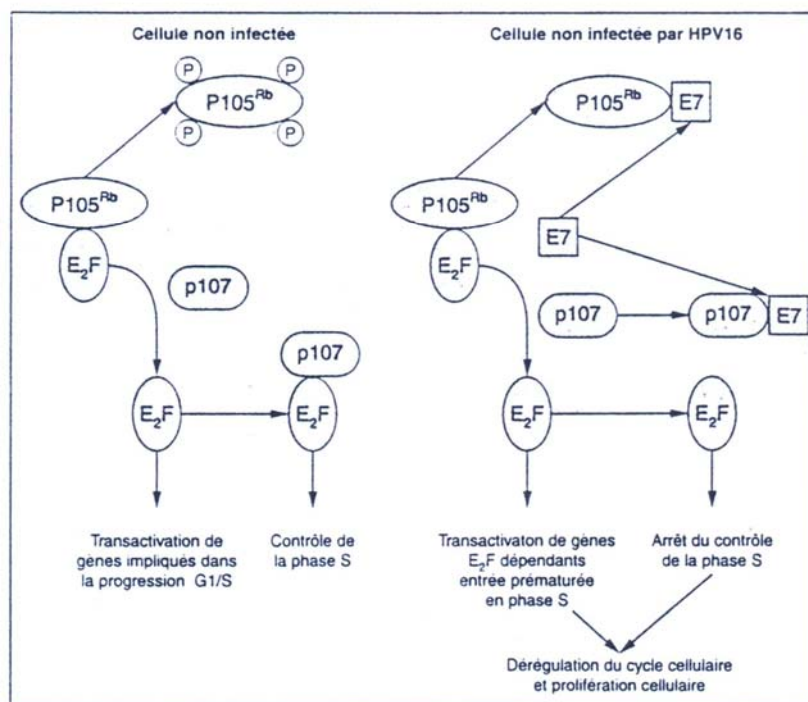 Cellule non infectée
P
P
P105Rb
P
P
P105Rb
E2F
p107
p107
E2F
E2F
Transactivation de
gènes impliqués dans
la progression G1/S
Contrôle de
la phase S
Cellule non infectée par HPV16
P105Rb
E7
P105Rb
E7
E2F
p107
p107
E7
E2F
E2F
Transactivaton de gènes
E2F dépendants
entrée prématurée
en phase S
Arrêt du contrôle
de la phase S
Dérégulation du cycle cellulaire
et prolifération cellulaire